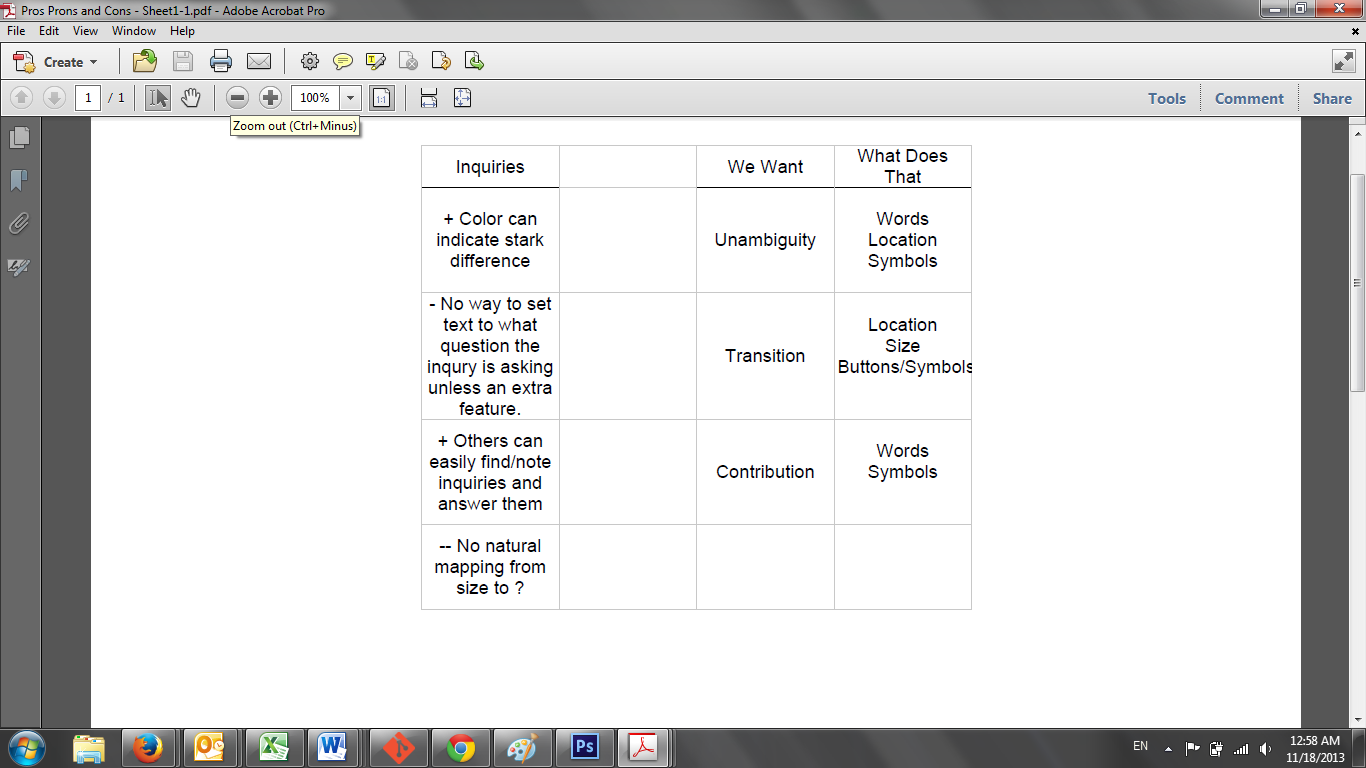 Pros Prons and Cons - Sheet1-1.pdf - Adobe Acrobat Pro
File Edit View Window Help
Create
1 / 1 100% Tools Comment Share
Zoom out (Ctrl+Minus)
Inquiries
We Want
What Does
That
+ Color can
indicate stark
difference
Unambiguity
Words
Location
Symbols
- No way to set
text to what
question the
inqury is asking
unless an extra
feature.
Transition
Location
Size
Buttons/Symbols
+ Others can
easily find/note
inquiries and
answer them
Contribution
Words
Symbols
-- No natural
mapping from
size to ?
EN
12:58 AM
11/18/2013